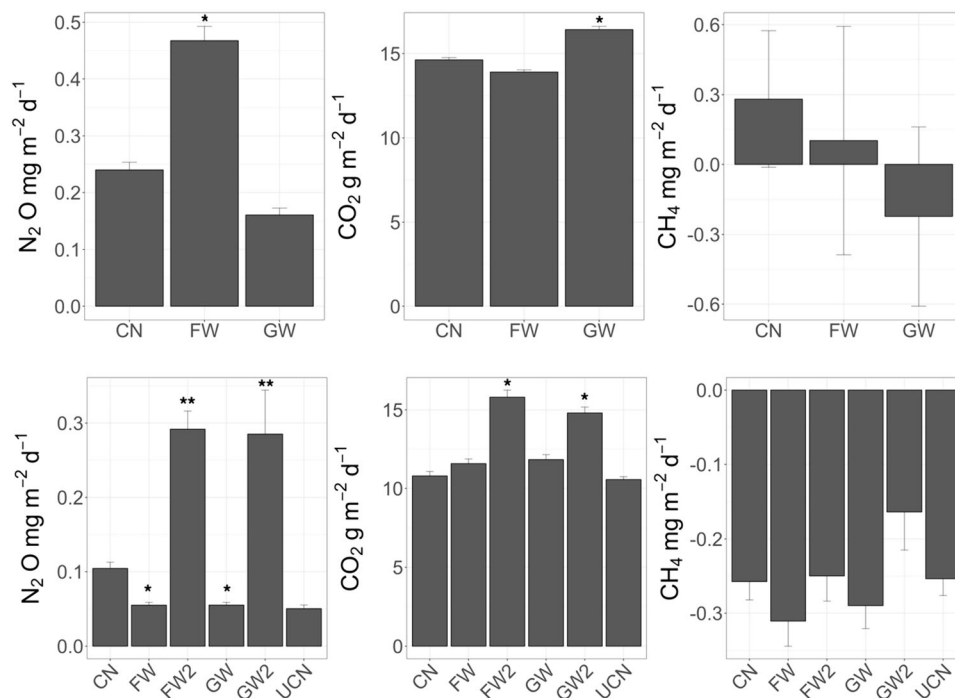 N₂ O mg m⁻² d⁻¹
0.5
0.4
0.3
0.2
0.1
0.0
*
CN FW GW
CO₂ g m⁻² d⁻¹
15
10
5
0
*
CN FW GW
CH₄ mg m⁻² d⁻¹
0.6
0.3
0.0
-0.3
-0.6
CN FW GW
N₂ O mg m⁻² d⁻¹
0.3
0.2
0.1
0.0
* ** * **
CN FW FW2 GW GW2 UCN
CO₂ g m⁻² d⁻¹
15
10
5
0
* *
CN FW FW2 GW GW2 UCN
CH₄ mg m⁻² d⁻¹
0.0
-0.1
-0.2
-0.3
CN FW FW2 GW GW2 UCN